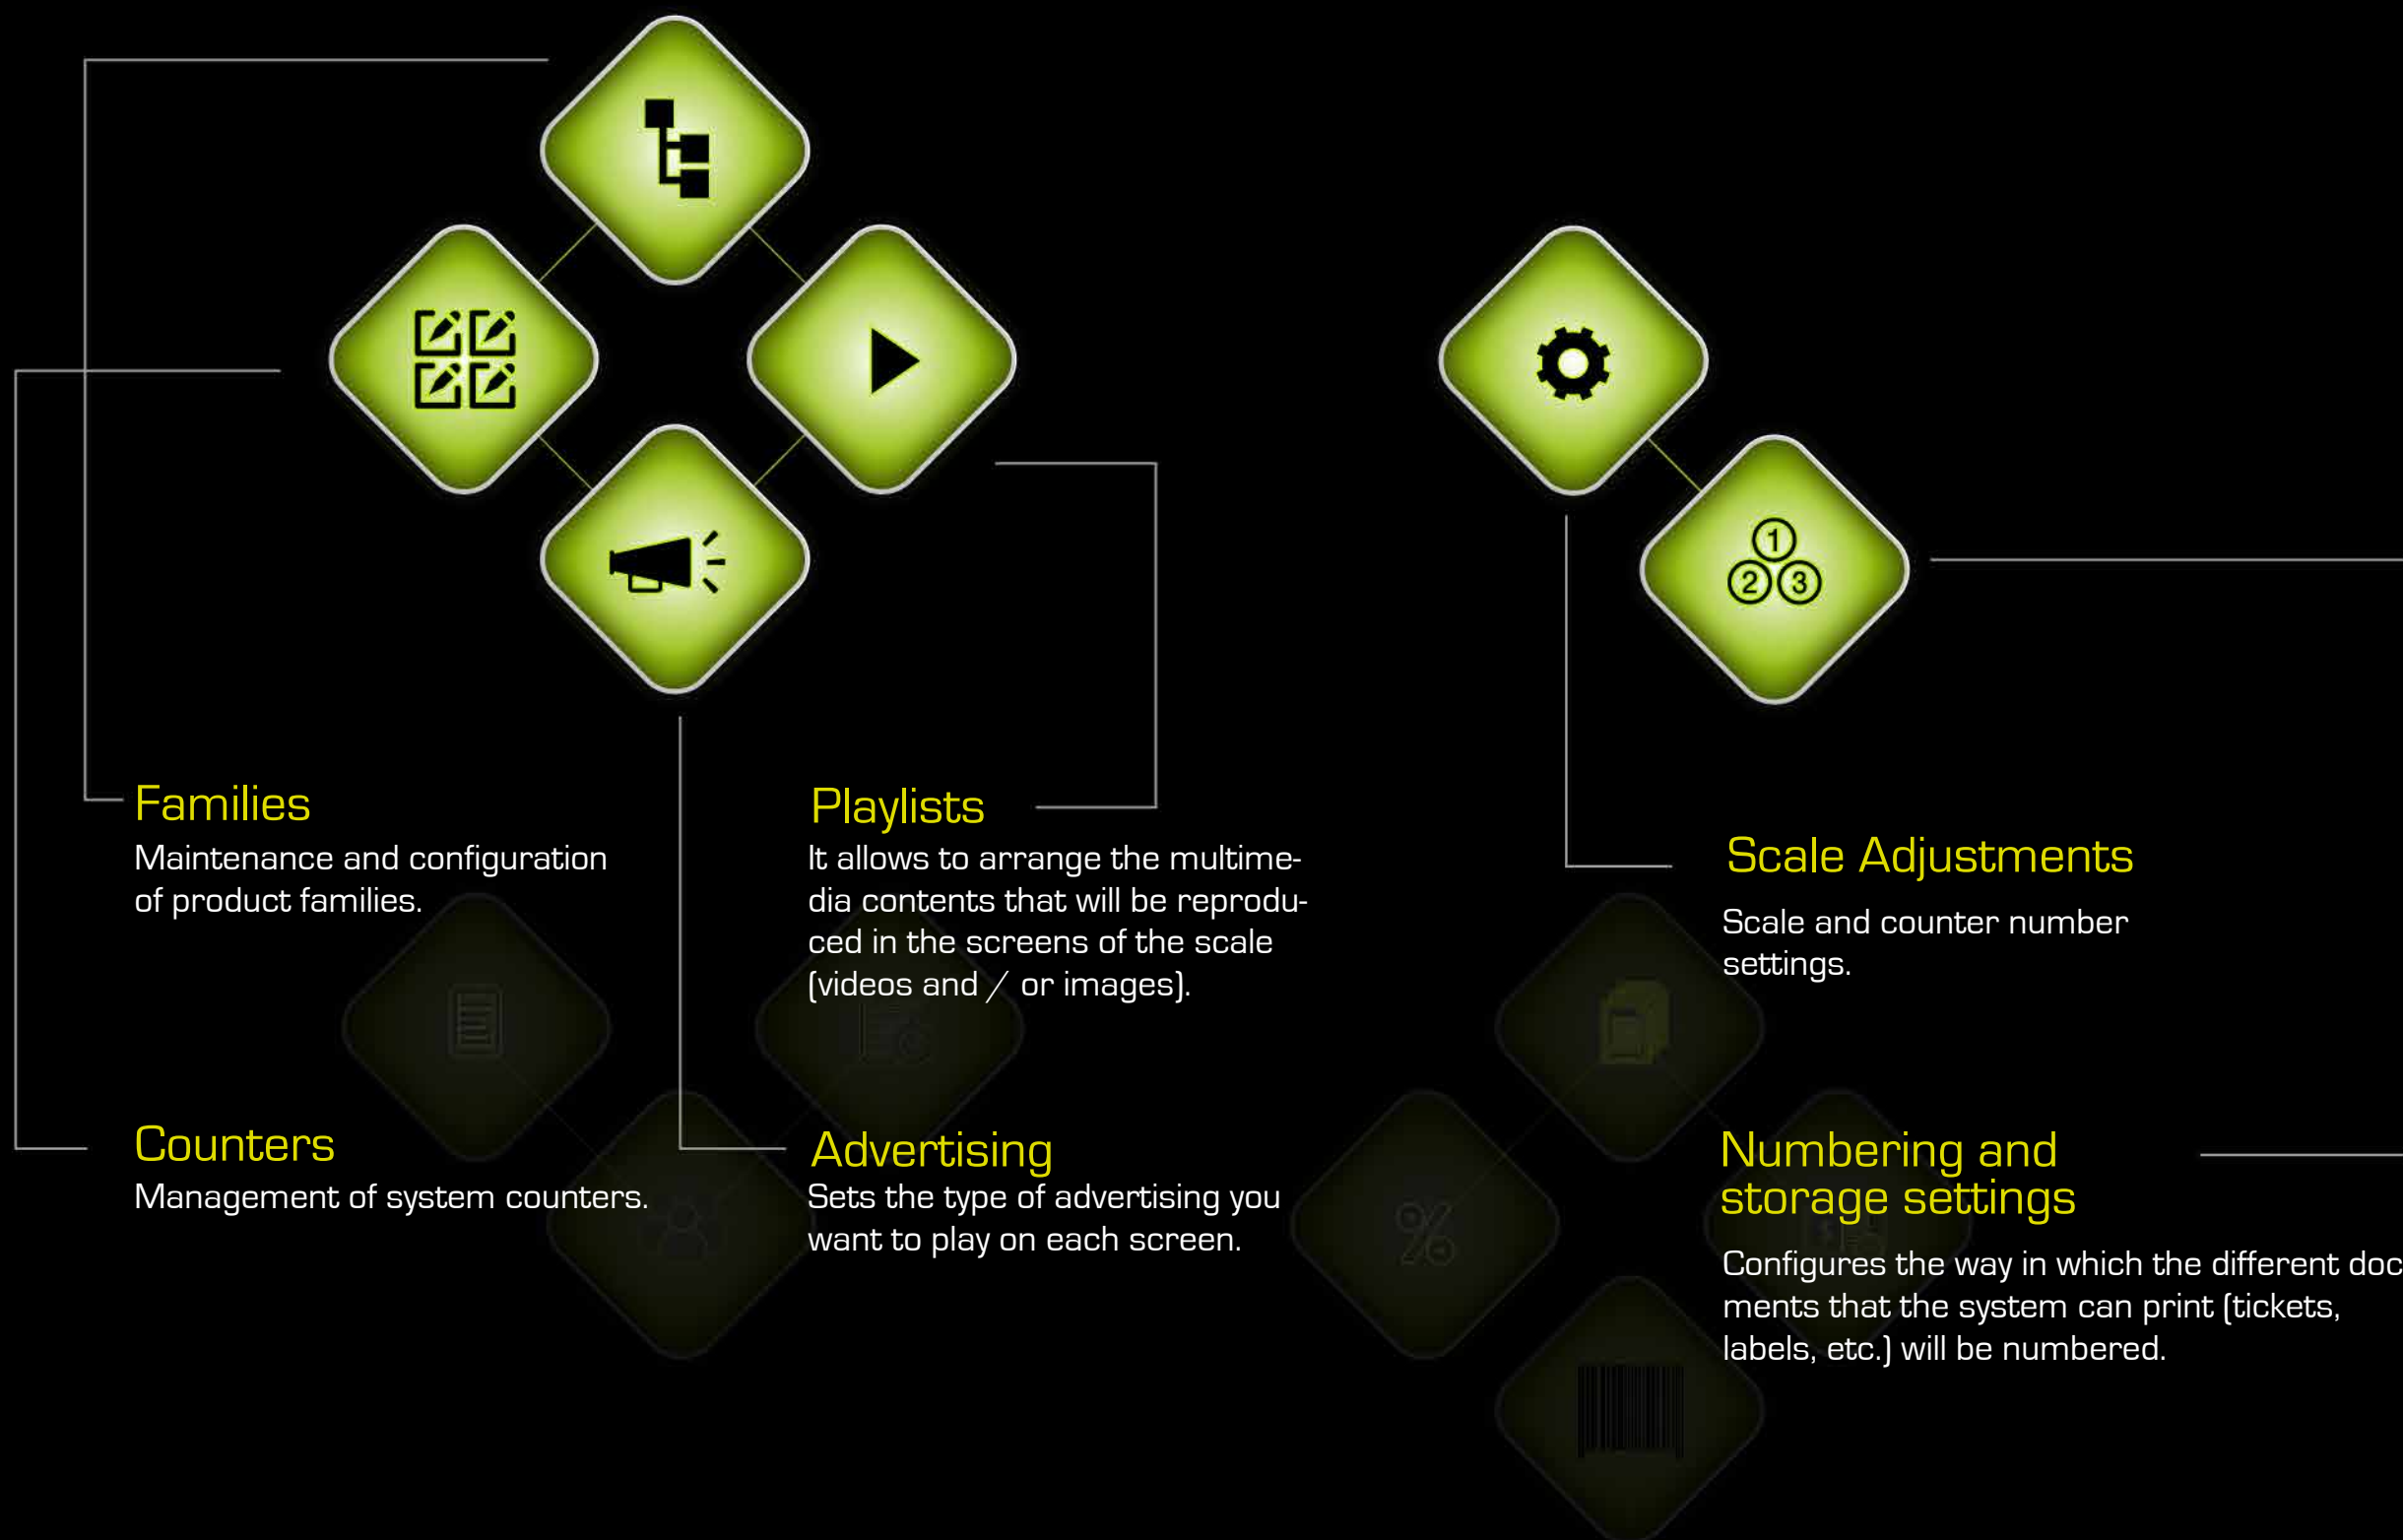 1
2 3
Families
Maintenance and configuration
of product families.
Playlists
It allows to arrange the multime-
dia contents that will be reprodu-
ced in the screens of the scale
(videos and / or images).
Counters
Management of system counters.
Advertising
Sets the type of advertising you
want to play on each screen.
Scale Adjustments
Scale and counter number
settings.
Numbering and
storage settings
Configures the way in which the different doc
ments that the system can print (tickets,
labels, etc.) will be numbered.